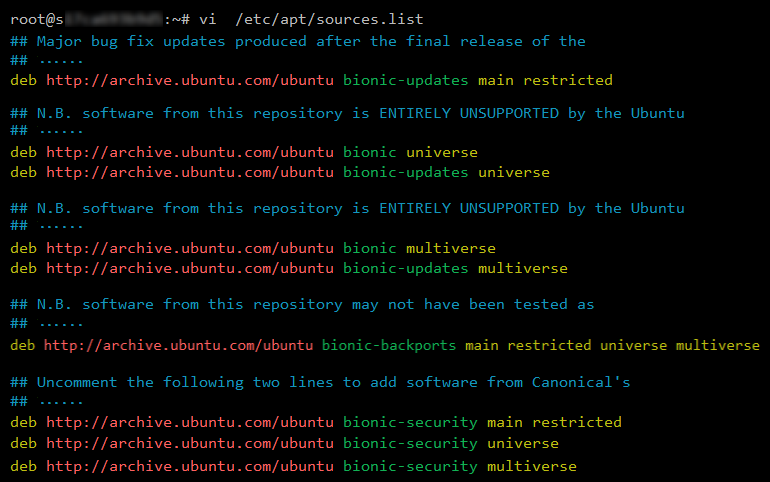 root@s :~# vi  /etc/apt/sources.list
## Major bug fix updates produced after the final release of the
## ······
deb http://archive.ubuntu.com/ubuntu bionic-updates main restricted
## N.B. software from this repository is ENTIRELY UNSUPPORTED by the Ubuntu
## ······
deb http://archive.ubuntu.com/ubuntu bionic universe
deb http://archive.ubuntu.com/ubuntu bionic-updates universe
## N.B. software from this repository is ENTIRELY UNSUPPORTED by the Ubuntu
## ······
deb http://archive.ubuntu.com/ubuntu bionic multiverse
deb http://archive.ubuntu.com/ubuntu bionic-updates multiverse
## N.B. software from this repository may not have been tested as
## ······
deb http://archive.ubuntu.com/ubuntu bionic-backports main restricted universe multiverse
## Uncomment the following two lines to add software from Canonical's
## ······
deb http://archive.ubuntu.com/ubuntu bionic-security main restricted
deb http://archive.ubuntu.com/ubuntu bionic-security universe
deb http://archive.ubuntu.com/ubuntu bionic-security multiverse